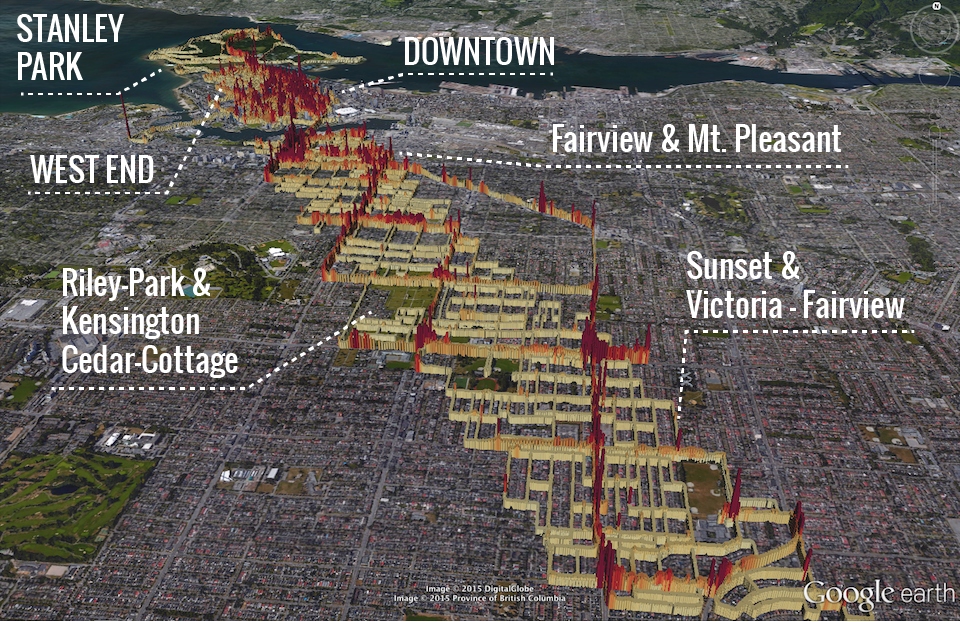 STANLEY
PARK
DOWNTOWN
WEST END
Fairview & Mt. Pleasant
Riley-Park &
Kensington
Cedar-Cottage
Sunset &
Victoria - Fairview
Image © 2015 DigitalGlobe
Image © 2015 Province of British Columbia
Google earth
N